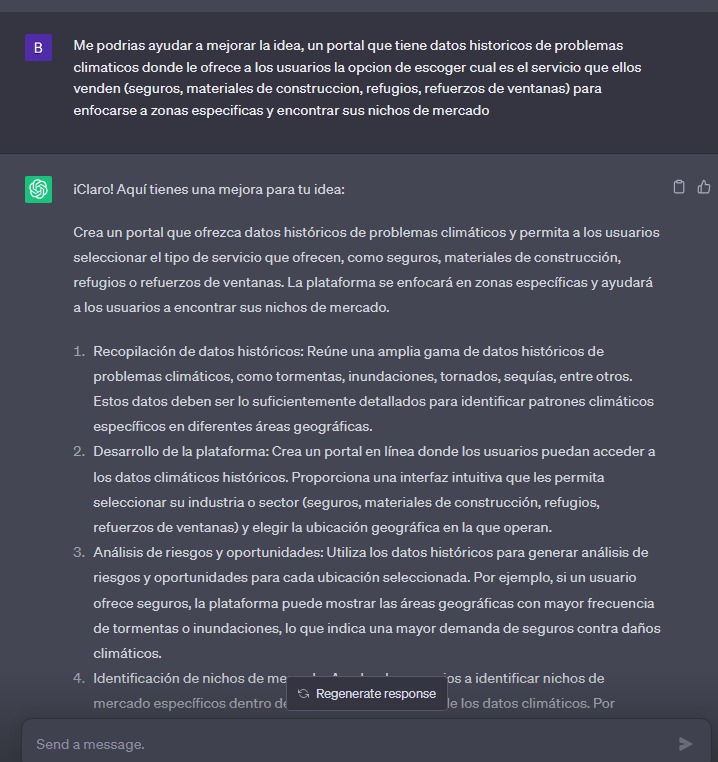 B
Me podrias ayudar a mejorar la idea, un portal que tiene datos historicos de problemas
climaticos donde le ofrece a los usuarios la opcion de escoger cual es el servicio que ellos
venden (seguros, materiales de construccion, refugios, refuerzos de ventanas) para
enfocarse a zonas especificas y encontrar sus nichos de mercado
¡Claro! Aquí tienes una mejora para tu idea:
Crea un portal que ofrezca datos históricos de problemas climáticos y permita a los usuarios
seleccionar el tipo de servicio que ofrecen, como seguros, materiales de construcción,
refugios o refuerzos de ventanas. La plataforma se enfocará en zonas específicas y ayudará
a los usuarios a encontrar sus nichos de mercado.
1. Recopilación de datos históricos: Reúne una amplia gama de datos históricos de
problemas climáticos, como tormentas, inundaciones, tornados, sequías, entre otros.
Estos datos deben ser lo suficientemente detallados para identificar patrones climáticos
específicos en diferentes áreas geográficas.
2. Desarrollo de la plataforma: Crea un portal en línea donde los usuarios puedan acceder a
los datos climáticos históricos. Proporciona una interfaz intuitiva que les permita
seleccionar su industria o sector (seguros, materiales de construcción, refugios,
refuerzos de ventanas) y elegir la ubicación geográfica en la que operan.
3. Análisis de riesgos y oportunidades: Utiliza los datos históricos para generar análisis de
riesgos y oportunidades para cada ubicación seleccionada. Por ejemplo, si un usuario
ofrece seguros, la plataforma puede mostrar las áreas geográficas con mayor frecuencia
de tormentas o inundaciones, lo que indica una mayor demanda de seguros contra daños
climáticos.
4. Identificación de nichos de a identificar nichos de
Regenerate response
mercado específicos dentro los datos climáticos. Por
Send a message.